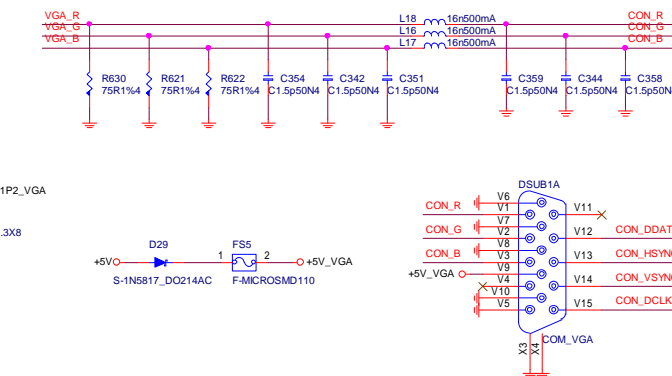 VGA_R
VGA_G
VGA_B
L18 16n500mA
L16 16n500mA
L17 16n500mA
CON_R
CON_G
CON_B
R630
75R1%4
R621
75R1%4
R622
75R1%4
C354
C1.5p50N4
C342
C1.5p50N4
C351
C1.5p50N4
C359
C1.5p50N4
C344
C1.5p50N4
C358
C1.5p50N4
1P2_VGA
.3X8
D29
+5V
S-1N5817_DO214AC
FS5
1 2
F-MICROSMD110
+5V_VGA
DSUB1A
CON_R
CON_G
CON_B
+5V_VGA
V6
V1
V7
V2
V8
V3
V9
V4
V10
V5
V11
V12
V13
V14
V15
CON_DDAT
CON_HSYN
CON_VSYN
CON_DCLK
X3
X4
COM_VGA